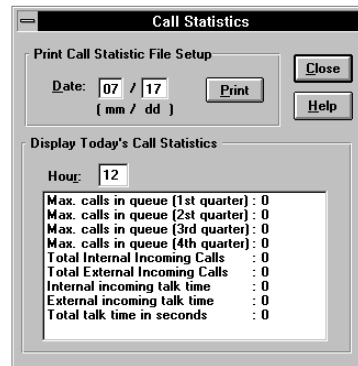 Call Statistics
Print Call Statistic File Setup
Close
Date: 07 / 17
Print
( mm / dd )
Help
Display Today's Call Statistics
Hour: 12
Max. calls in queue (1st quarter) : 0
Max. calls in queue (2st quarter) : 0
Max. calls in queue (3rd quarter) : 0
Max. calls in queue (4th quarter) : 0
Total Internal Incoming Calls : 0
Total External Incoming Calls : 0
Internal incoming talk time : 0
External incoming talk time : 0
Total talk time in seconds : 0